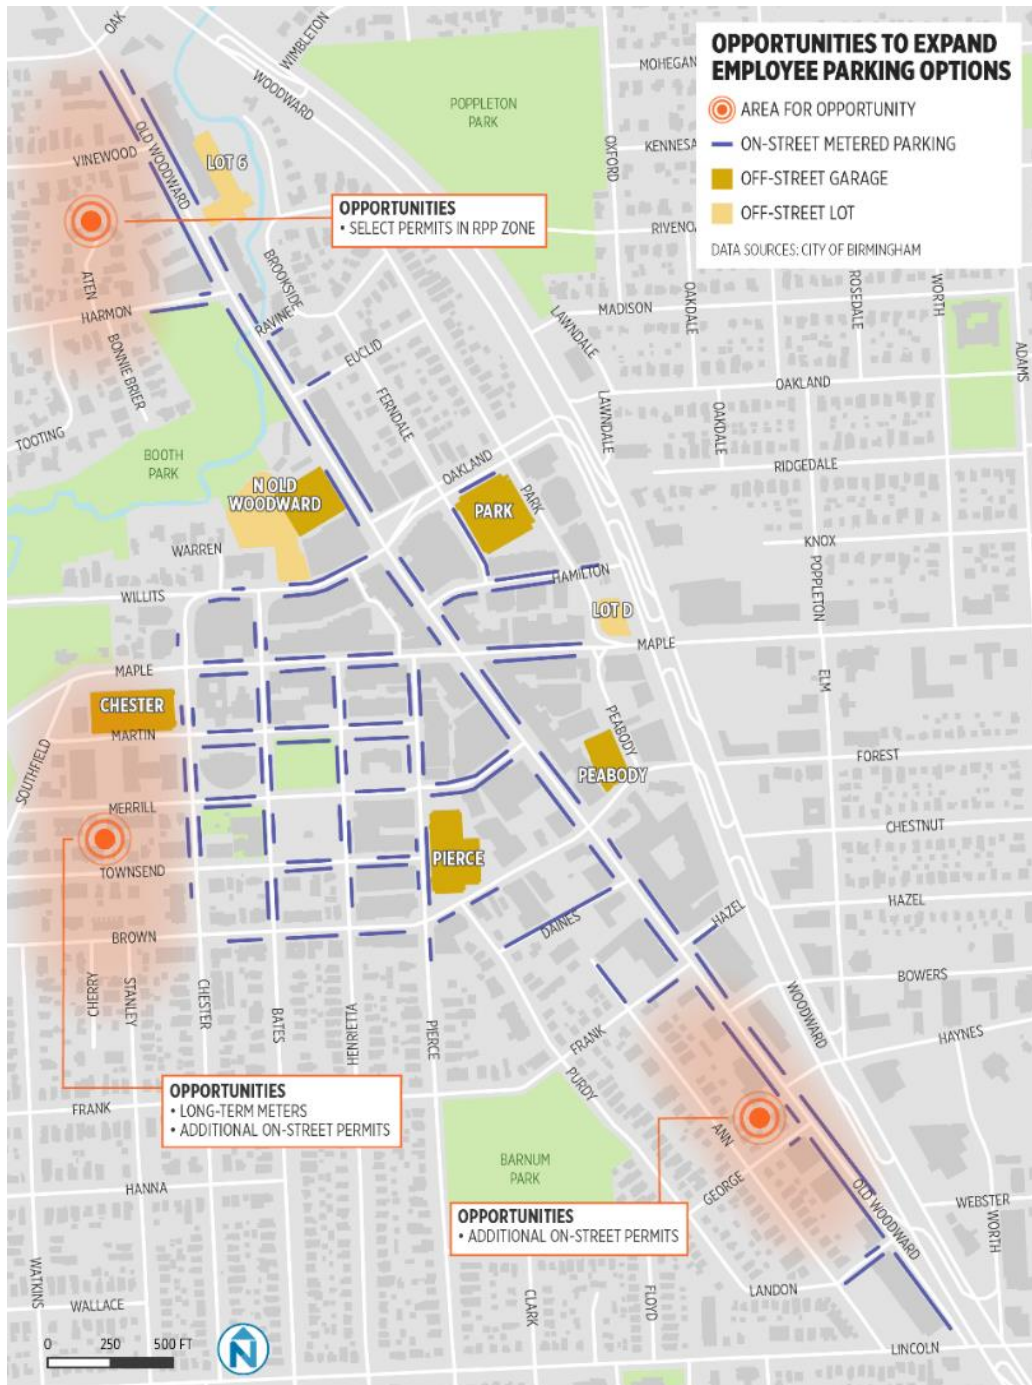 OPPORTUNITIES TO EXPAND
EMPLOYEE PARKING OPTIONS
AREA FOR OPPORTUNITY
ON-STREET METERED PARKING
OFF-STREET GARAGE
OFF-STREET LOT
DATA SOURCES: CITY OF BIRMINGHAM
OAK
WIMBLETON
WOODWARD
MOHEGAN
POPPLETON
PARK
OLD WOODWARD
OXFORD
KENNESA
VINEWOOD
LOT 6
OPPORTUNITIES
• SELECT PERMITS IN RPP ZONE
RIVENOA
ATEN
BROOKSIDE
ROSEDALE
WORTH
HARMON
RAVINE
MADISON
OAKDALE
LAWNDALE
ADAMS
BONNIE BRIER
EUCLID
OAKLAND
FERNDALE
LAWNDALE
OAKDALE
TOOTING
BOOTH
PARK
OAKLAND
RIDGEDALE
N OLD
WOODWARD
PARK
PARK
KNOX
WARREN
POPPLETON
HAMILTON
WILLITS
LOT D
MAPLE
MAPLE
ELM
CHESTER
MARTIN
PEABODY
SOUTHFIELD
PEABODY
FOREST
MERRILL
CHESTNUT
PIERCE
TOWNSEND
HAZEL
HAZEL
DAINES
BROWN
BOWERS
CHERRY
STANLEY
CHESTER
BATES
HENRIETTA
PIERCE
WOODWARD
HAYNES
FRANK
PURDY
OPPORTUNITIES
• LONG-TERM METERS
• ADDITIONAL ON-STREET PERMITS
FRANK
ANN
BARNUM
PARK
GEORGE
HANNA
OLD WOODWARD
WEBSTER
OPPORTUNITIES
• ADDITIONAL ON-STREET PERMITS
WORTH
WATKINS
CLARK
FLOYD
LANDON
WALLACE
0 250 500 FT
N
LINCOLN